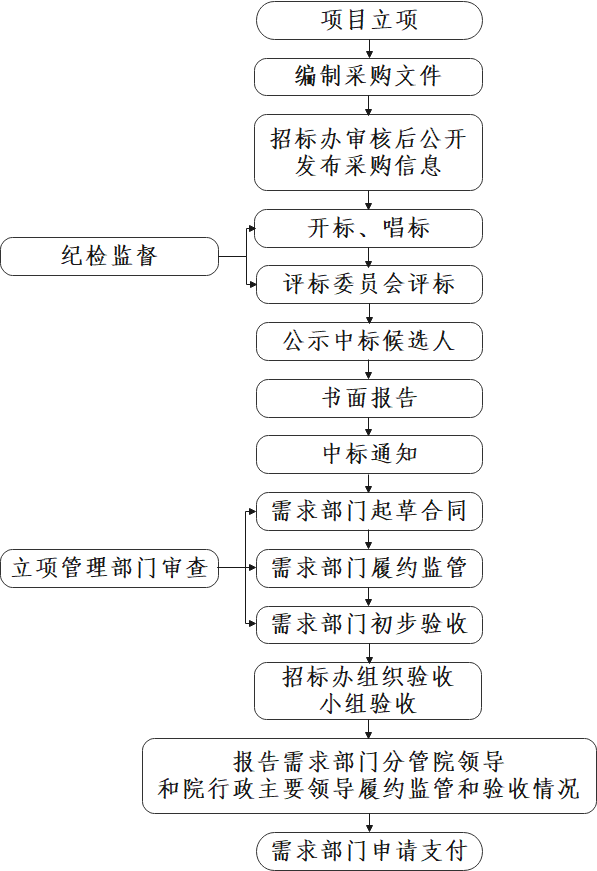 项目立项
编制采购文件
招标办审核后公开
发布采购信息
开标、唱标
纪检监督
评标委员会评标
公示中标候选人
书面报告
中标通知
需求部门起草合同
立项管理部门审查
需求部门履约监管
需求部门初步验收
招标办组织验收
小组验收
报告需求部门分管院领导
和院行政主要领导履约监管和验收情况
需求部门申请支付